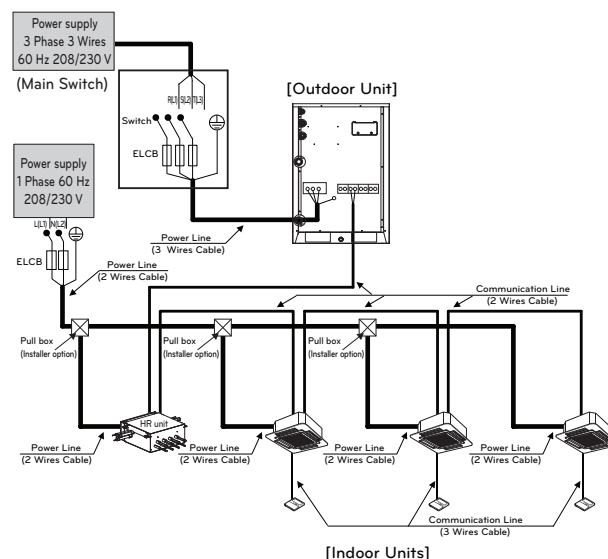 Power supply
3 Phase 3 Wires
60 Hz 208/230 V
(Main Switch)
R(L1) S(L2) T(L3)
Switch
ELCB
[Outdoor Unit]
Power supply
1 Phase 60 Hz
208/230 V
L(L1) N(L2)
ELCB
Power Line
(2 Wires Cable)
Power Line
(3 Wires Cable)
Communication Line
(2 Wires Cable)
Pull box
(Installer option)
Pull box
(Installer option)
Pull box
(Installer option)
HR unit
Power Line
(2 Wires Cable)
Power Line
(2 Wires Cable)
Power Line
(2 Wires Cable)
Power Line
(2 Wires Cable)
Communication Line
(3 Wires Cable)
[Indoor Units]